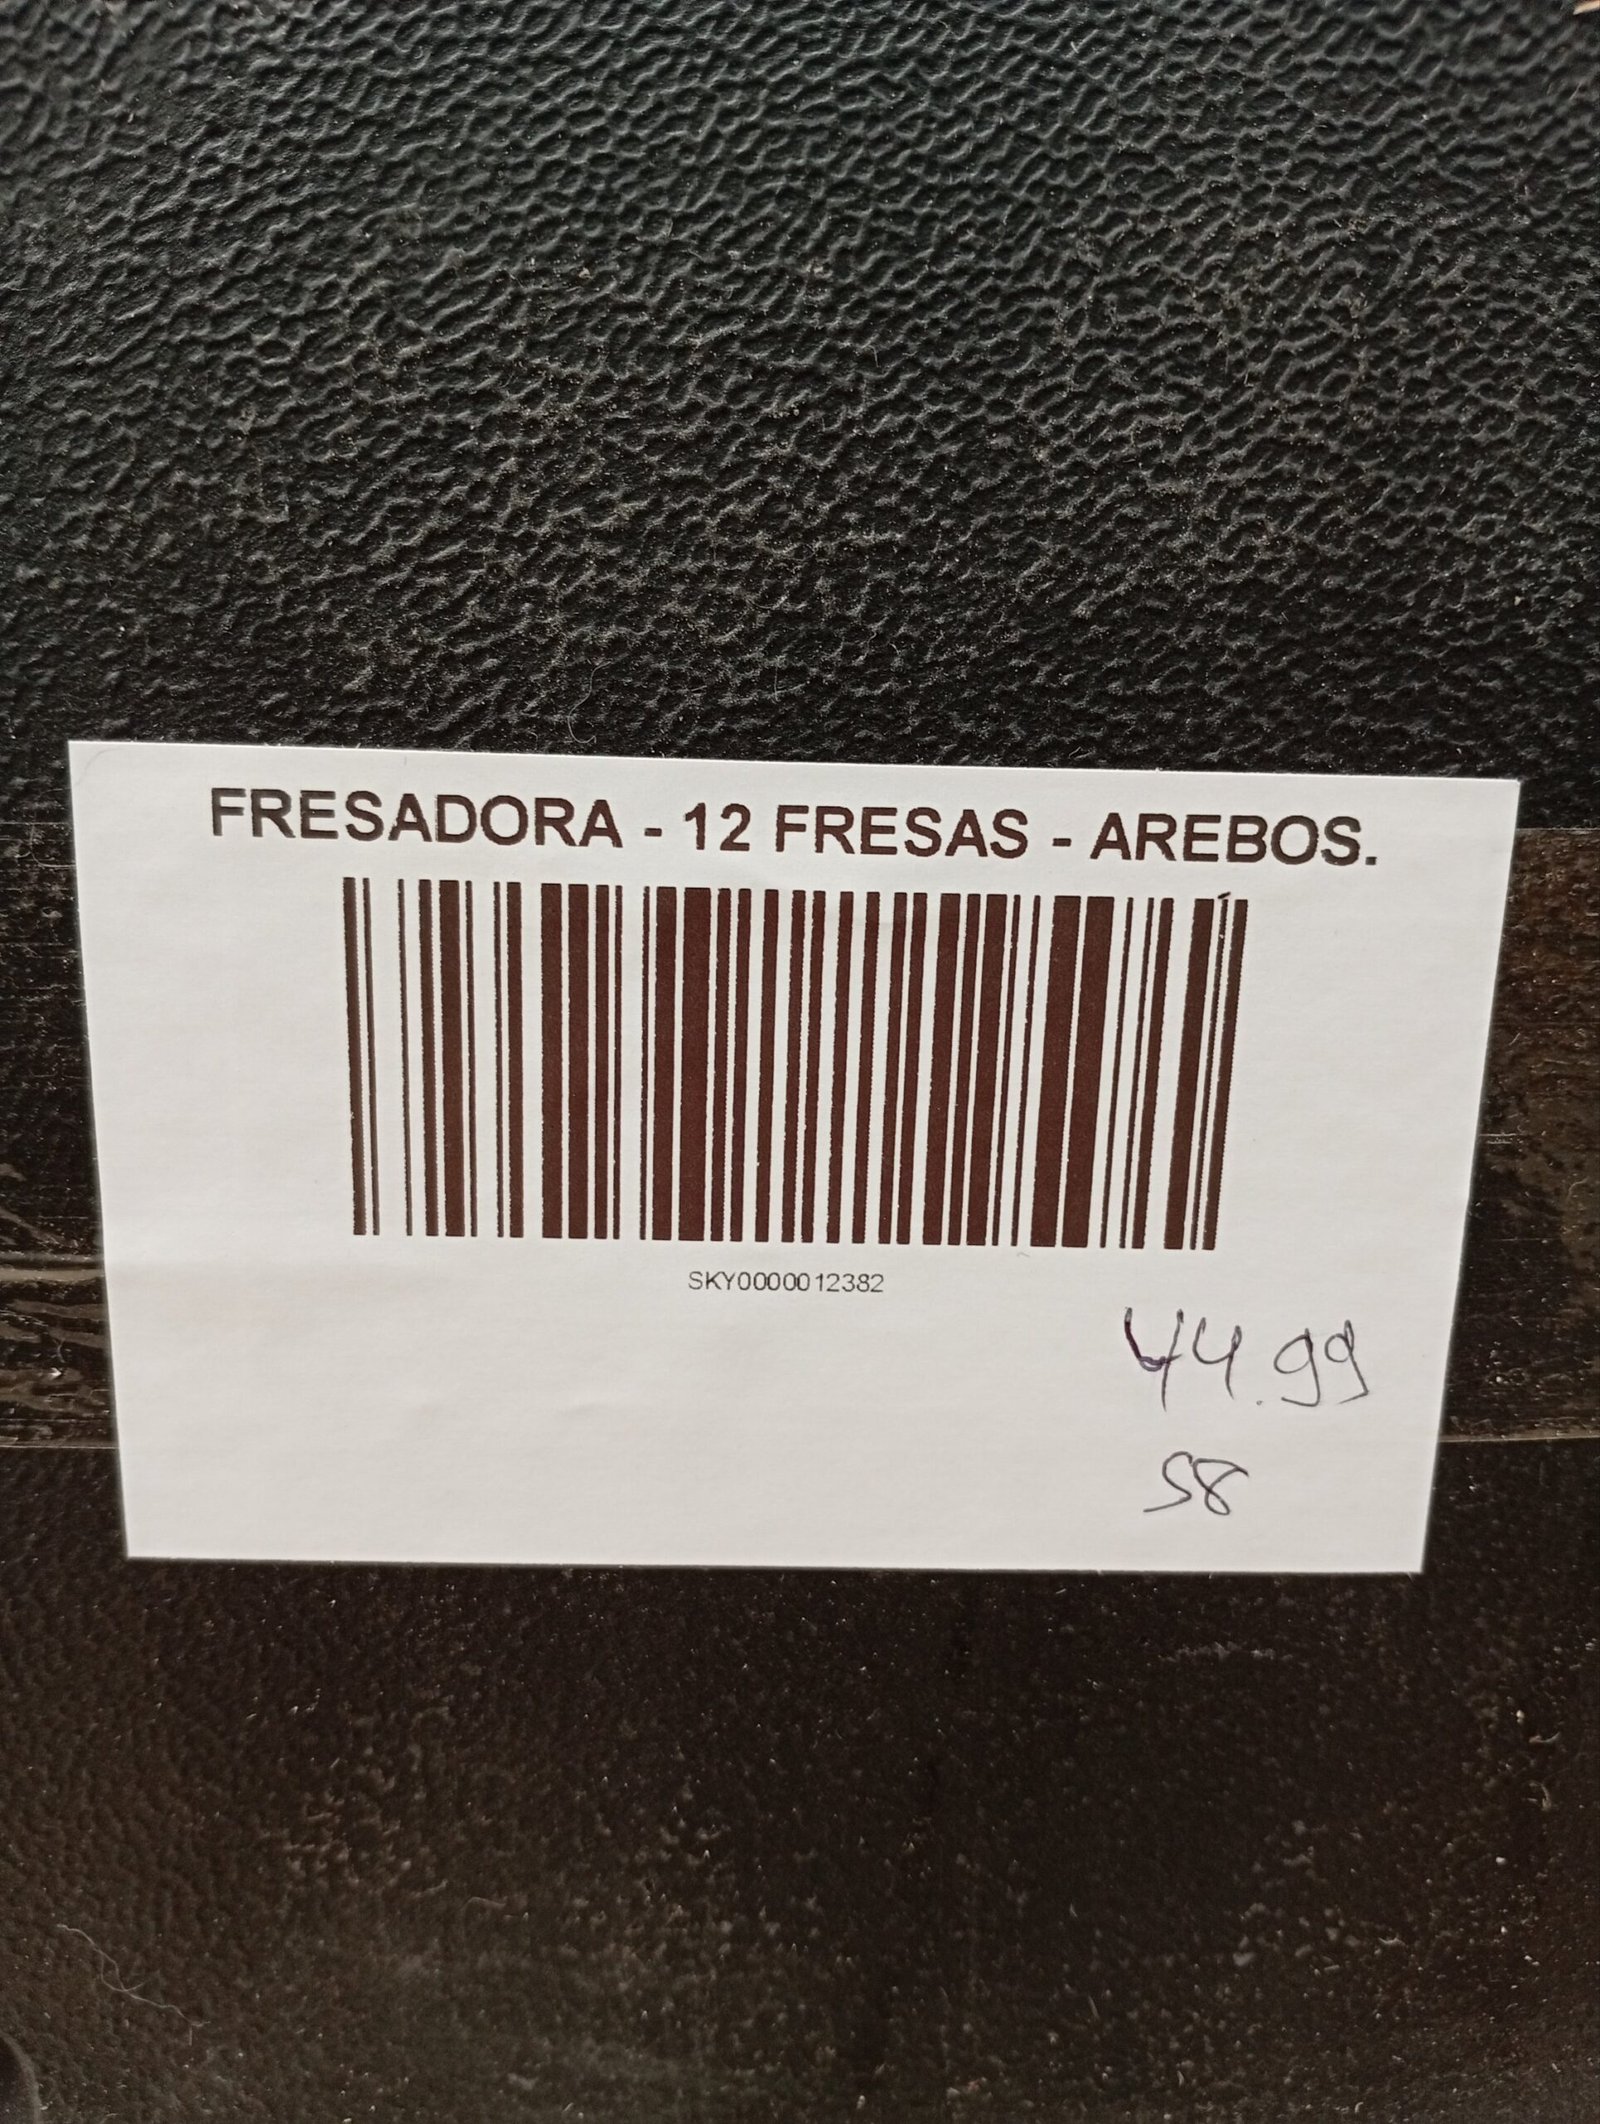 FRESADORA - 12 FRESAS - AREBOS.
SKY0000012382
44.99
58